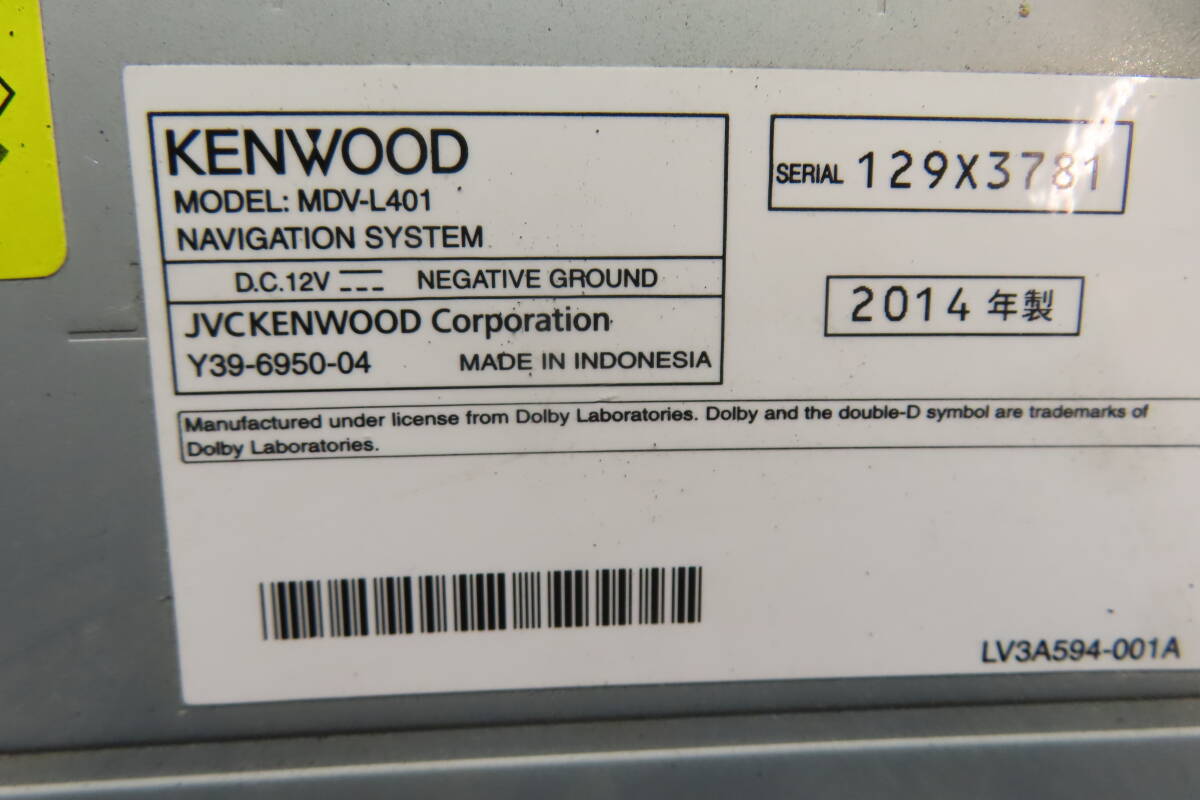 KENWOOD
MODEL: MDV-L401
NAVIGATION SYSTEM
D.C.12V NEGATIVE GROUND
JVCKENWOOD Corporation
Y39-6950-04 MADE IN INDONESIA
SERIAL 129X3781
2014 年製
Manufactured under license from Dolby Laboratories. Dolby and the double-D symbol are trademarks of
Dolby Laboratories.
LV3A594-001A